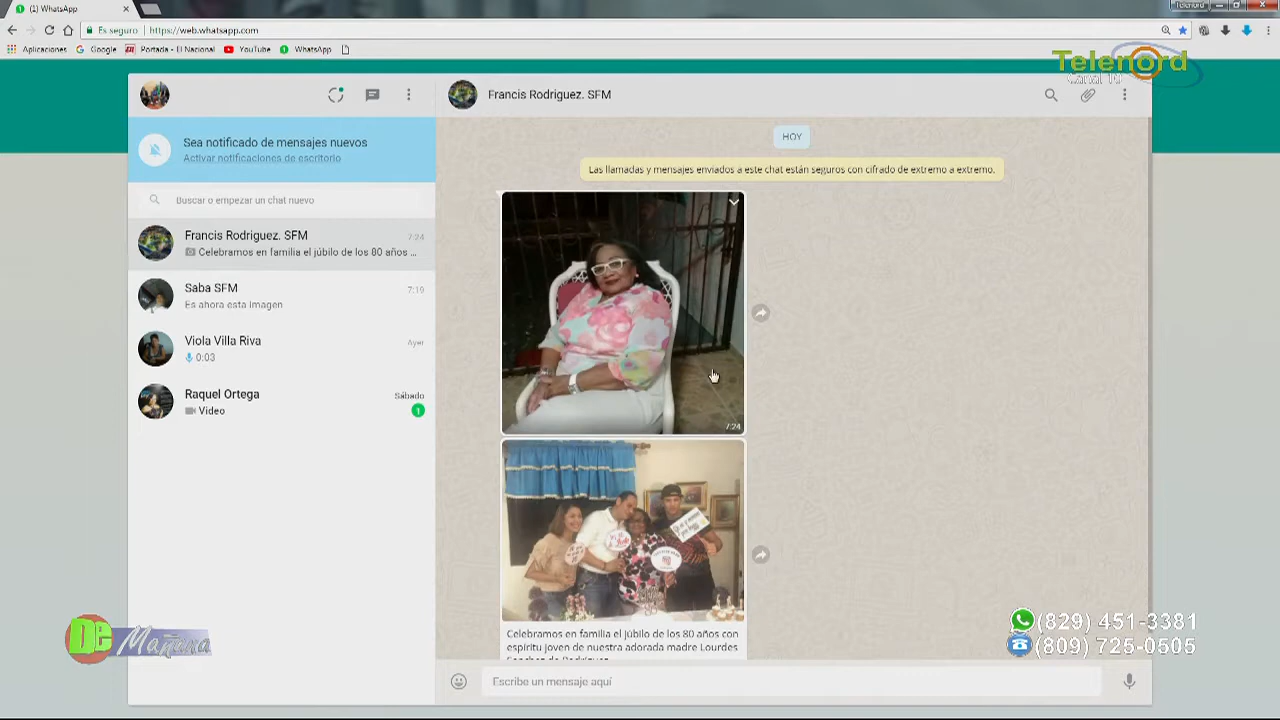 (1) WhatsApp
Telenord
Es seguro
https://web.whatsapp.com
Aplicaciones
Google
Portada - El Nacional
YouTube
WhatsApp
Telenord
Canal 10
Francis Rodriguez. SFM
Sea notificado de mensajes nuevos
Activar notificaciones de escritorio
HOY
Las llamadas y mensajes enviados a este chat están seguros con cifrado de extremo a extremo.
Buscar o empezar un chat nuevo
Francis Rodriguez. SFM
7:24
Celebramos en familia el júbilo de los 80 años ...
Saba SFM
7:19
Es ahora esta imagen
Viola Villa Riva
Ayer
0:03
Raquel Ortega
Sábado
Video
1
7:24
Celebramos en familia el júbilo de los 80 años con
espíritu joven de nuestra adorada madre Lourdes
Sanchez de Rodríguez
Escribe un mensaje aquí
De Mañana
(829) 451-3381
(809) 725-0505